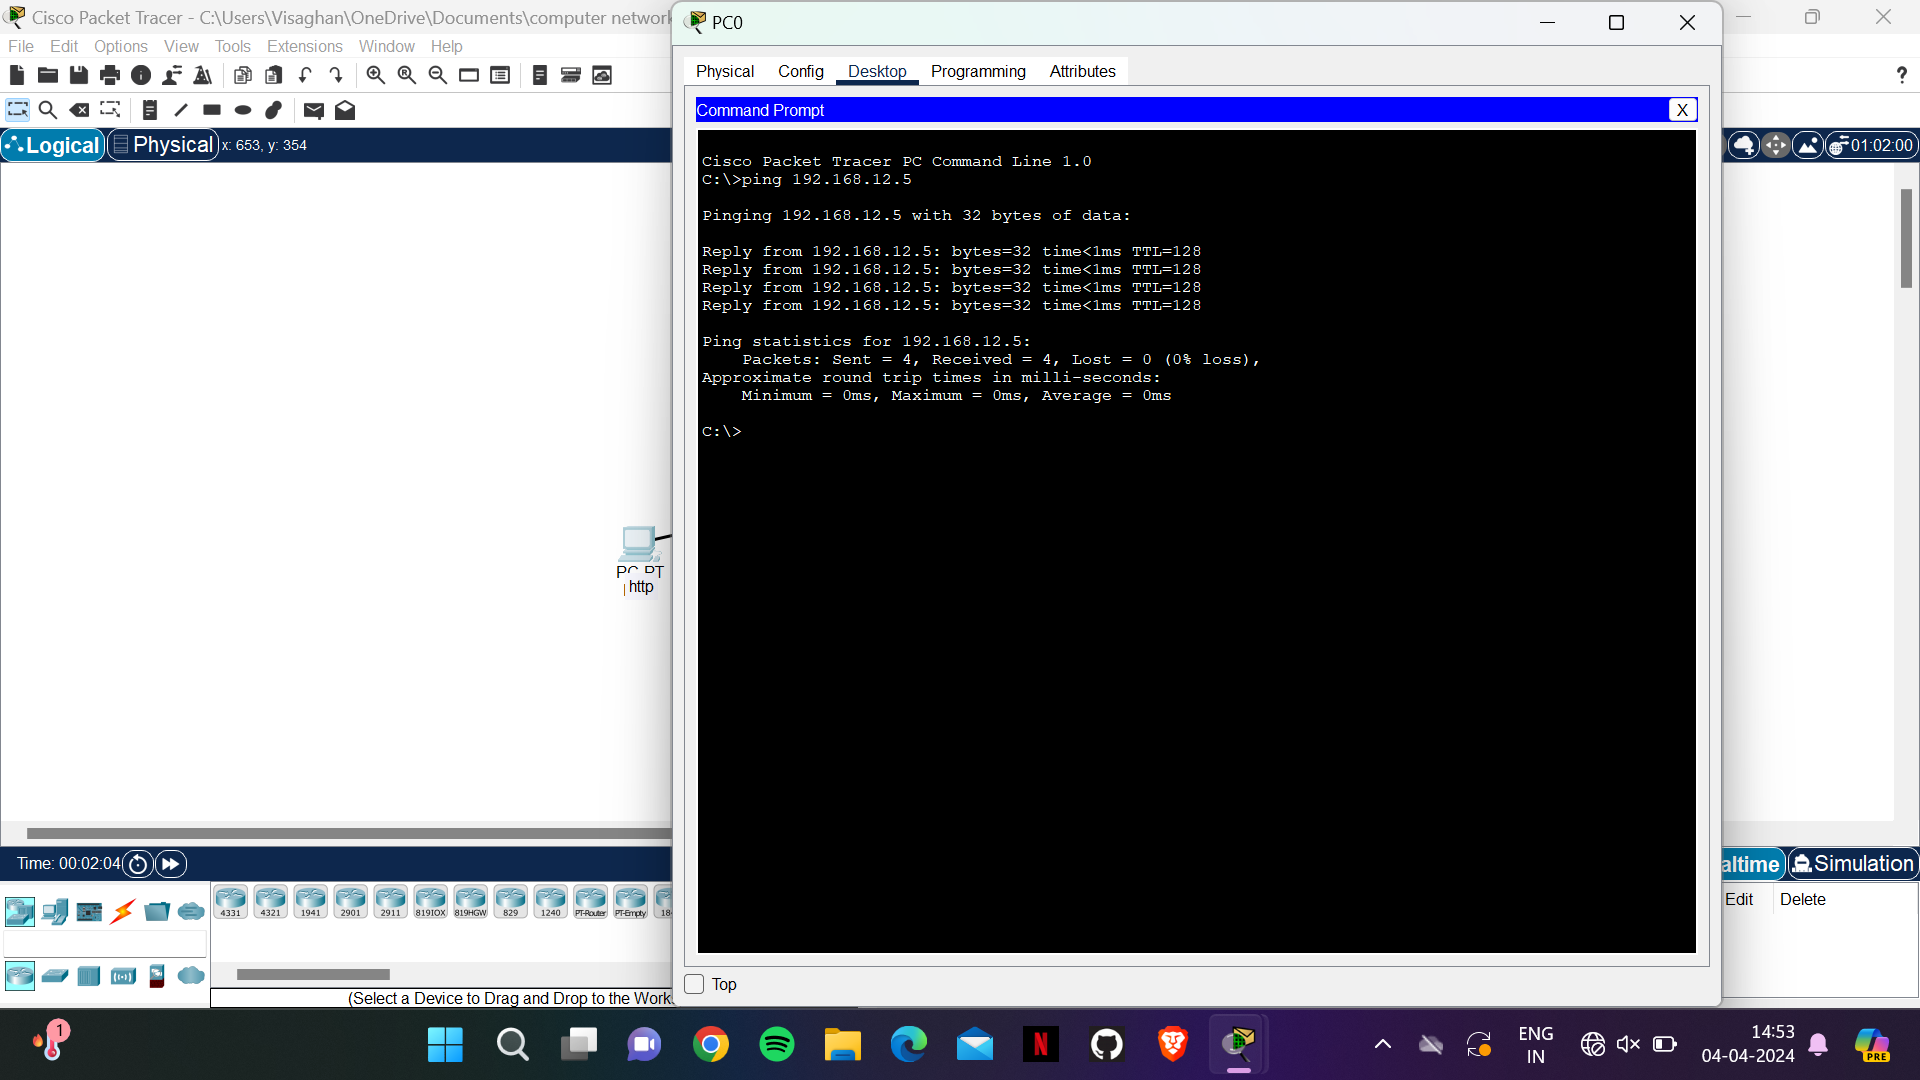 Cisco Packet Tracer - C:\Users\Visaghan\OneDrive\Documents\computer network
File Edit Options View Tools Extensions Window Help
?
Logical
Physical
x: 653, y: 354
01:02:00
PC0
Physical Config Desktop Programming Attributes
Command Prompt
X
Cisco Packet Tracer PC Command Line 1.0
C:\>ping 192.168.12.5
Pinging 192.168.12.5 with 32 bytes of data:
Reply from 192.168.12.5: bytes=32 time<1ms TTL=128
Reply from 192.168.12.5: bytes=32 time<1ms TTL=128
Reply from 192.168.12.5: bytes=32 time<1ms TTL=128
Reply from 192.168.12.5: bytes=32 time<1ms TTL=128
Ping statistics for 192.168.12.5:
Packets: Sent = 4, Received = 4, Lost = 0 (0% loss),
Approximate round trip times in milli-seconds:
Minimum = 0ms, Maximum = 0ms, Average = 0ms
C:\>
PC-PT
http
Top
Time: 00:02:04
altime
Simulation
Edit Delete
4331 4321 1941 2901 2911 819IOX 819HGW 829 1240 PT-Router PT-Empty 18
(Select a Device to Drag and Drop to the Work
1
N
ENG
IN
14:53
04-04-2024
PRE